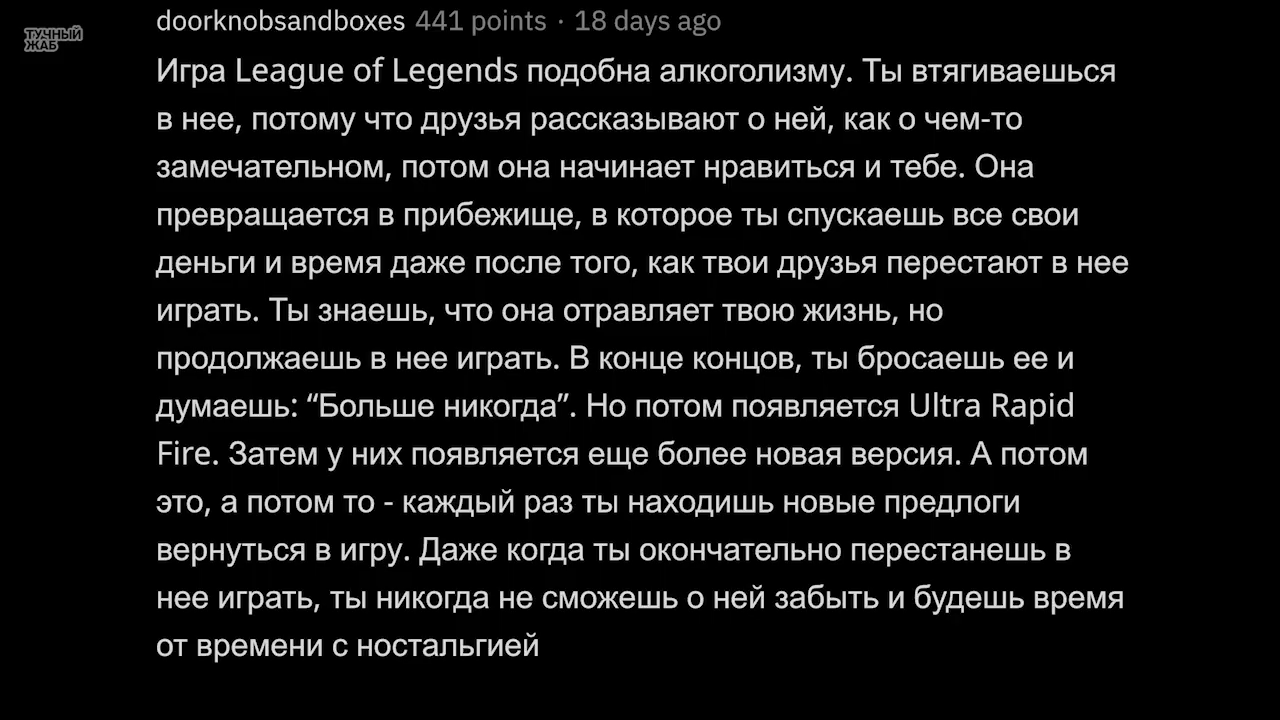 ТУЧНЫЙ
ЖАБ
doorknobsandboxes 441 points · 18 days ago
Игра League of Legends подобна алкоголизму. Ты втягиваешься
в нее, потому что друзья рассказывают о ней, как о чем-то
замечательном, потом она начинает нравиться и тебе. Она
превращается в прибежище, в которое ты спускаешь все свои
деньги и время даже после того, как твои друзья перестают в нее
играть. Ты знаешь, что она отравляет твою жизнь, но
продолжаешь в нее играть. В конце концов, ты бросаешь ее и
думаешь: “Больше никогда”. Но потом появляется Ultra Rapid
Fire. Затем у них появляется еще более новая версия. А потом
это, а потом то - каждый раз ты находишь новые предлоги
вернуться в игру. Даже когда ты окончательно перестанешь в
нее играть, ты никогда не сможешь о ней забыть и будешь время
от времени с ностальгией